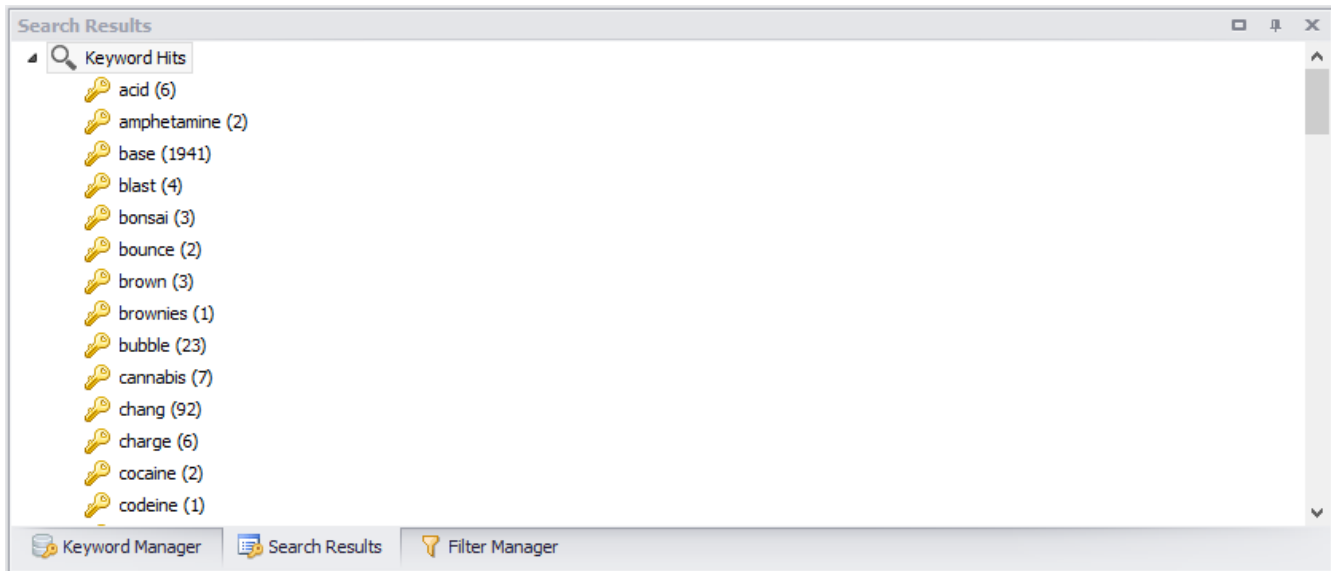 Search Results
Keyword Hits
acid (6)
amphetamine (2)
base (1941)
blast (4)
bonsai (3)
bounce (2)
brown (3)
brownies (1)
bubble (23)
cannabis (7)
chang (92)
charge (6)
cocaine (2)
codeine (1)
Keyword Manager Search Results Filter Manager